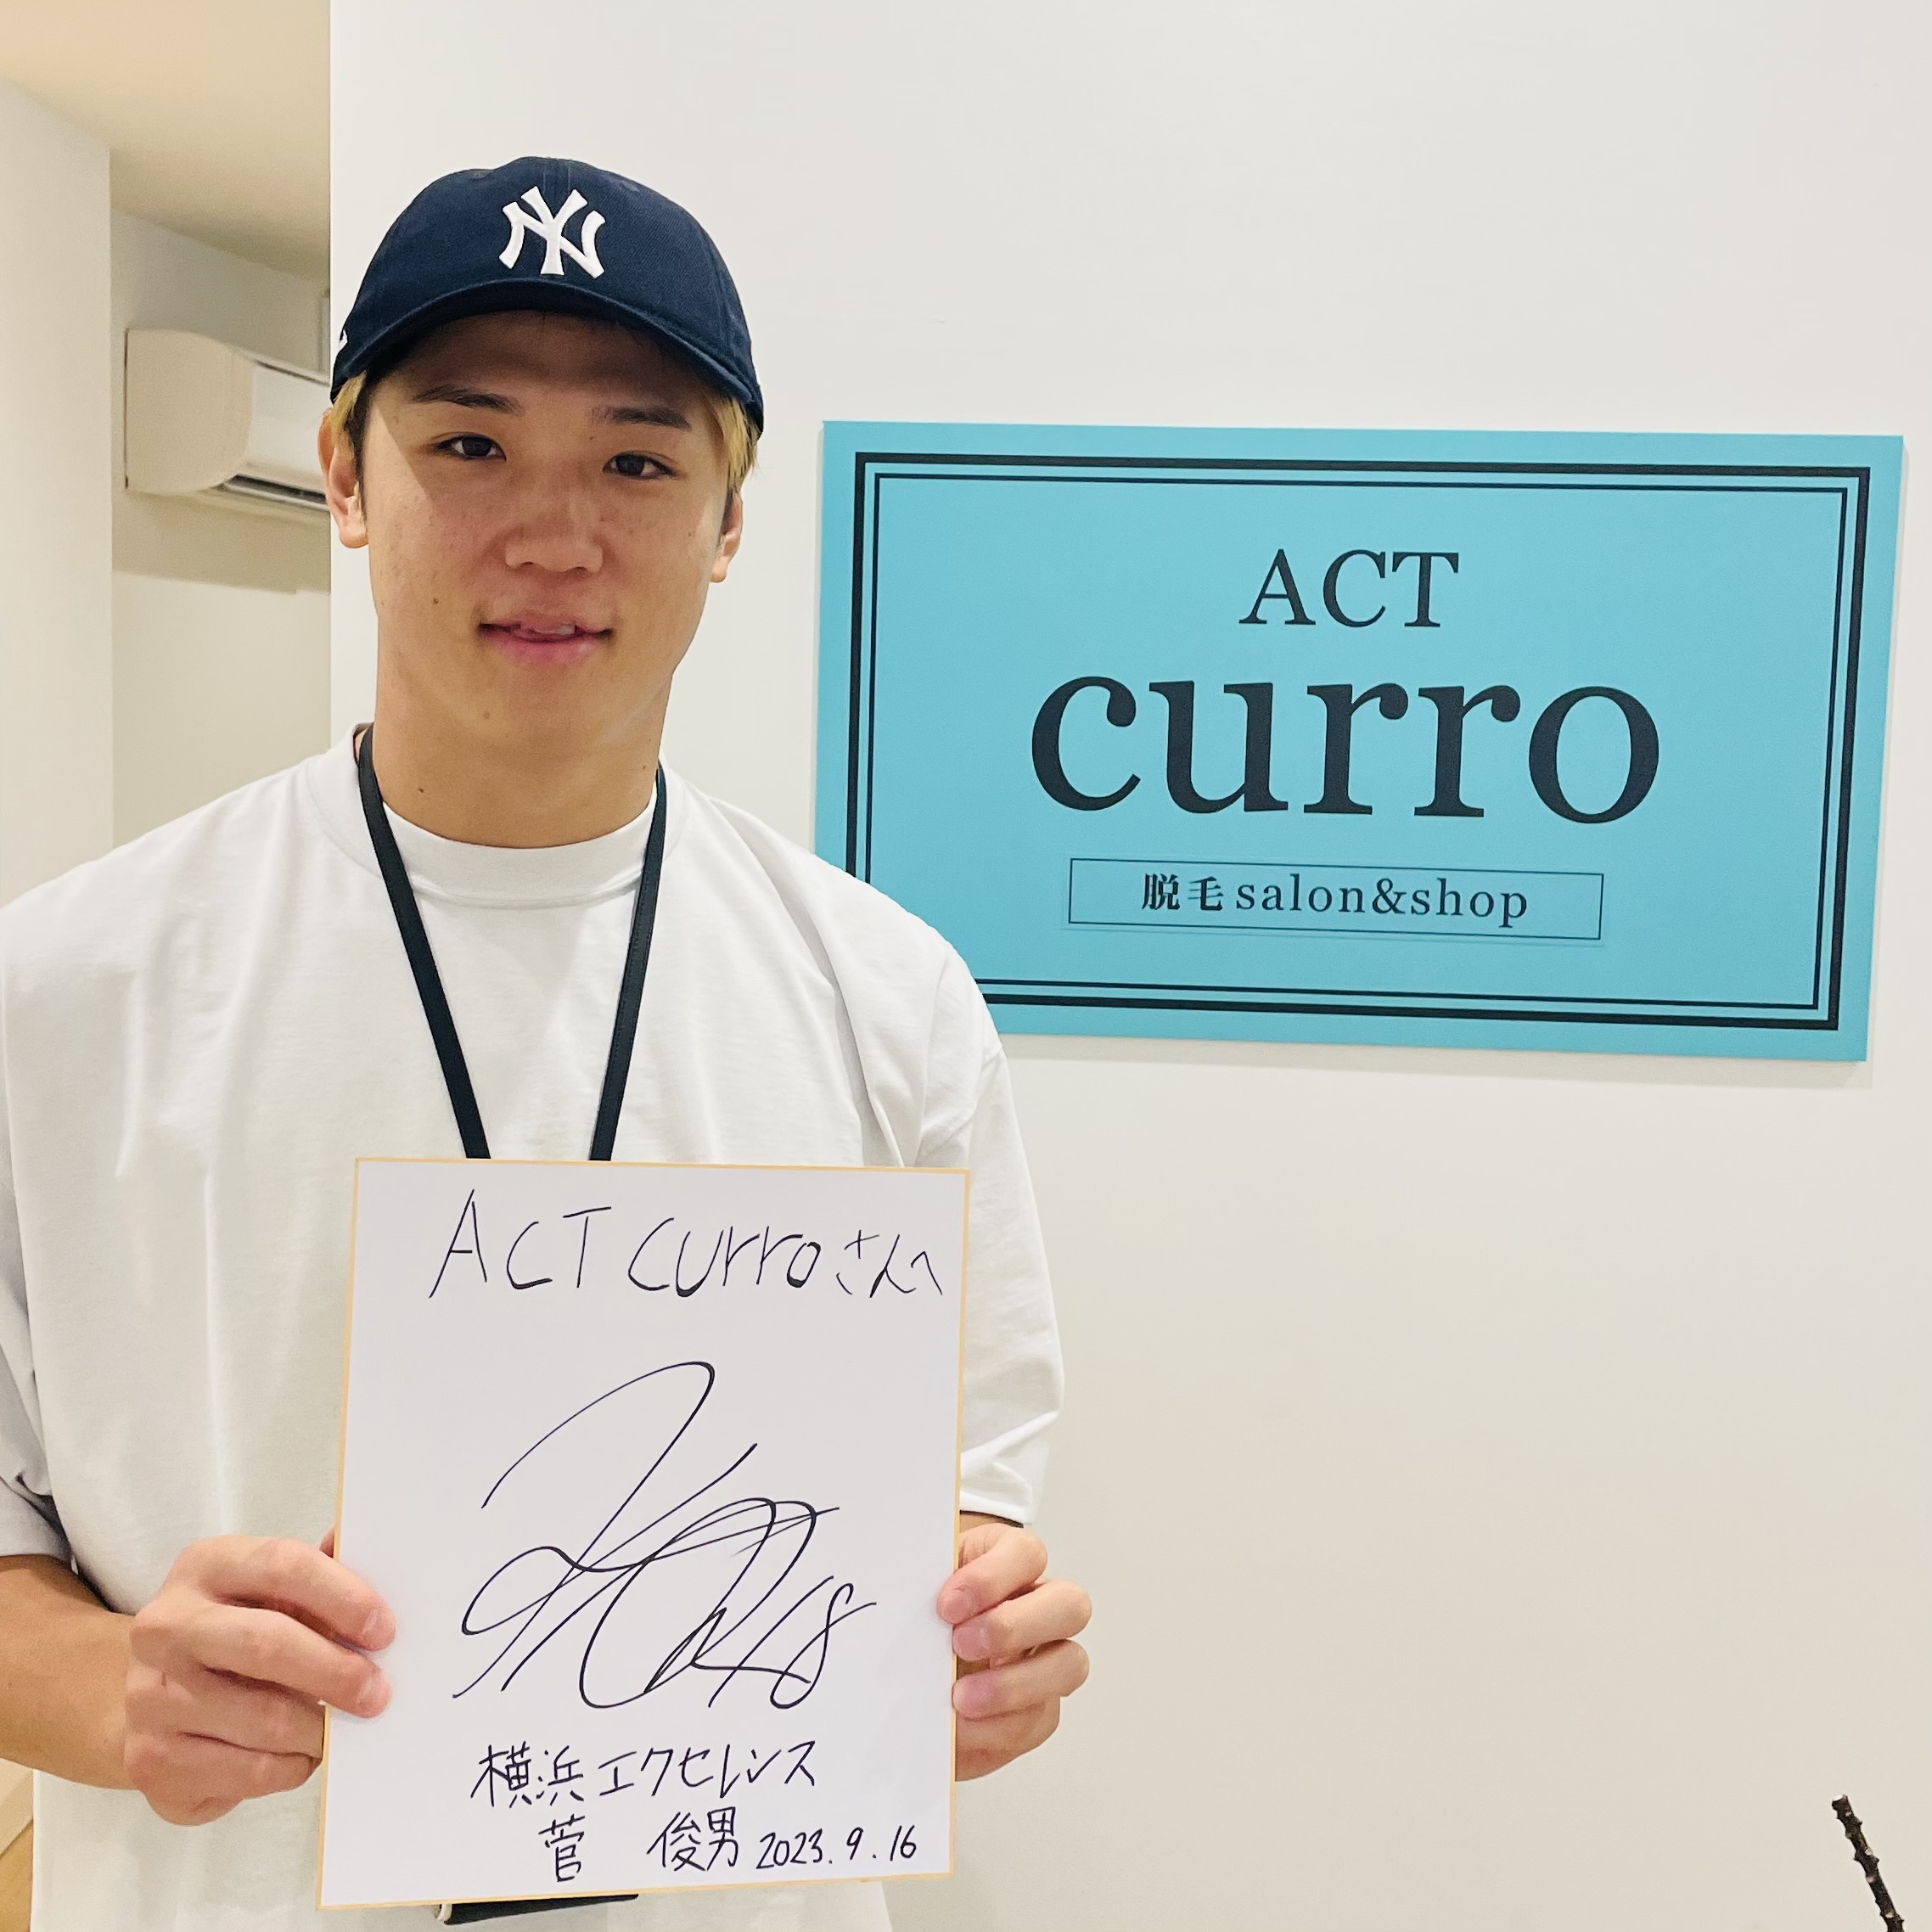 NY
ACT
curro
脱毛salon&shop
ACT curroさんへ
横浜エクセレンス
菅 俊男 2023.9.16